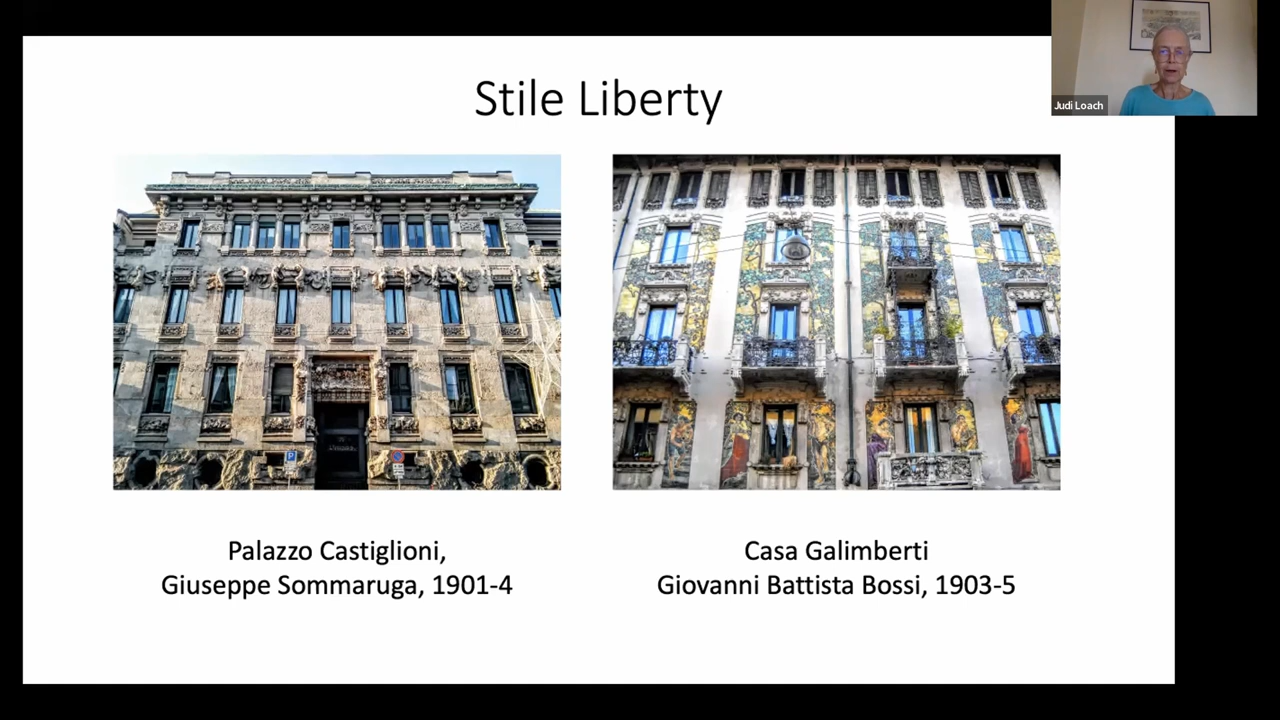 Stile Liberty
Judi Loach
Palazzo Castiglioni,
Giuseppe Sommaruga, 1901-4
Casa Galimberti
Giovanni Battista Bossi, 1903-5